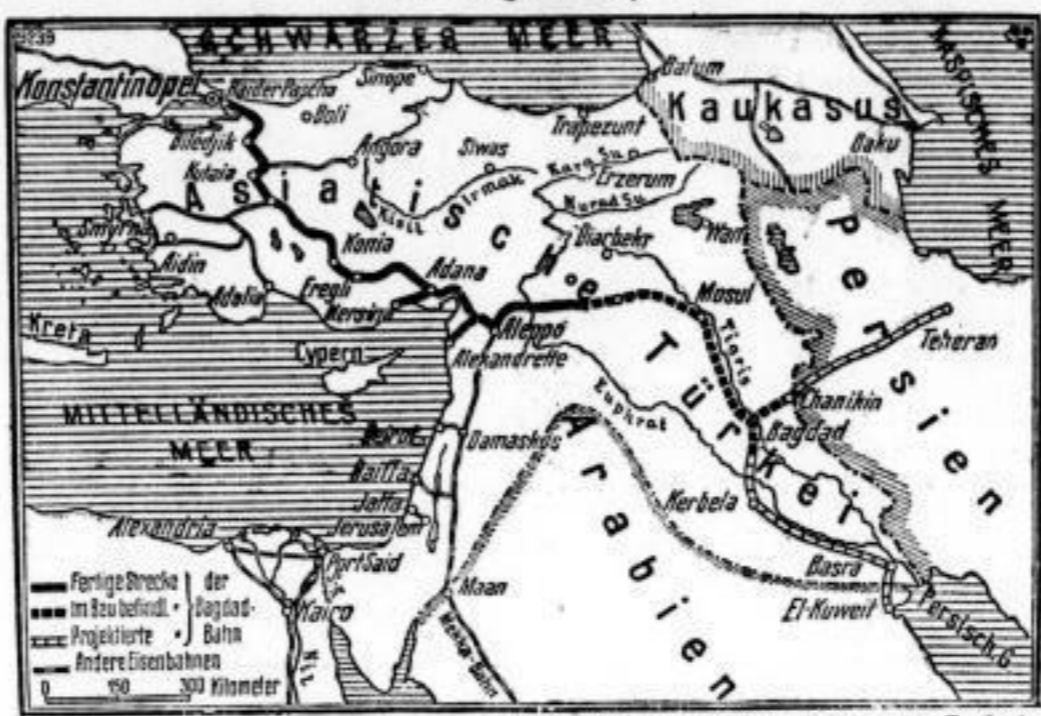 SCHWARZER MEER
KASPISCHES MEER
Konstantinopel
Haider Pascha
Sinope
Batum
Kaukasus
Boli
Trapezunt
Baku
Biledjik
Angora
Siwas
Kara Su
Erzerum
Kutaia
Asiatische Türkei
Kisil Irmak
Murad Su
Wan
Persien
Smyrna
Konia
Diarbekr
Aidin
Adana
Mosul
Adalia
Eregli
Aleppo
Tigris
Teheran
Kreta
Cypern
Alexandrette
Chanikin
Euphrat
MITTELLÄNDISCHES
MEER
Beirut
Damaskus
Bagdad
Haiffa
Arabien
Kerbela
Jaffa
Alexandria
Jerusalem
Port Said
Basra
Maan
El-Kuweit
Persisch. G
Kairo
Mekka-Bahn
Nil
Fertige Strecke } der
im Bau befindl. " } Bagdad-
Projektierte " } Bahn
Andere Eisenbahnen
0 150 300 Kilometer